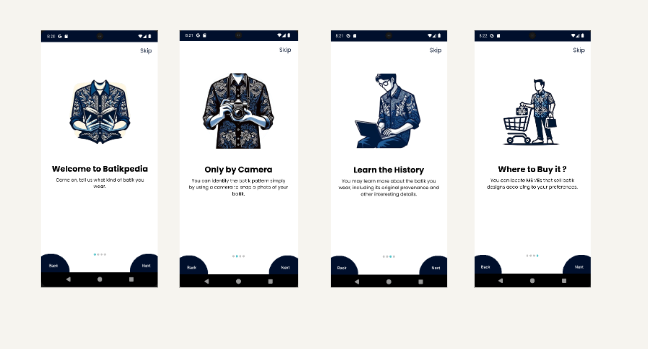 5:20
Skip
Welcome to Batikpedia
Come on, tell us what kind of batik you
wear.
Back
Next
5:21
Skip
Only by Camera
You can identify the batik pattern simply
by using a camera to snap a photo of your
batik.
Back
Next
5:21
Skip
Learn the History
You may learn more about the batik you
wear, including its original provenance and
other interesting details.
Back
Next
5:22
Skip
Where to Buy it ?
You can locate MSMEs that sell batik
designs according to your preferences.
Back
Next